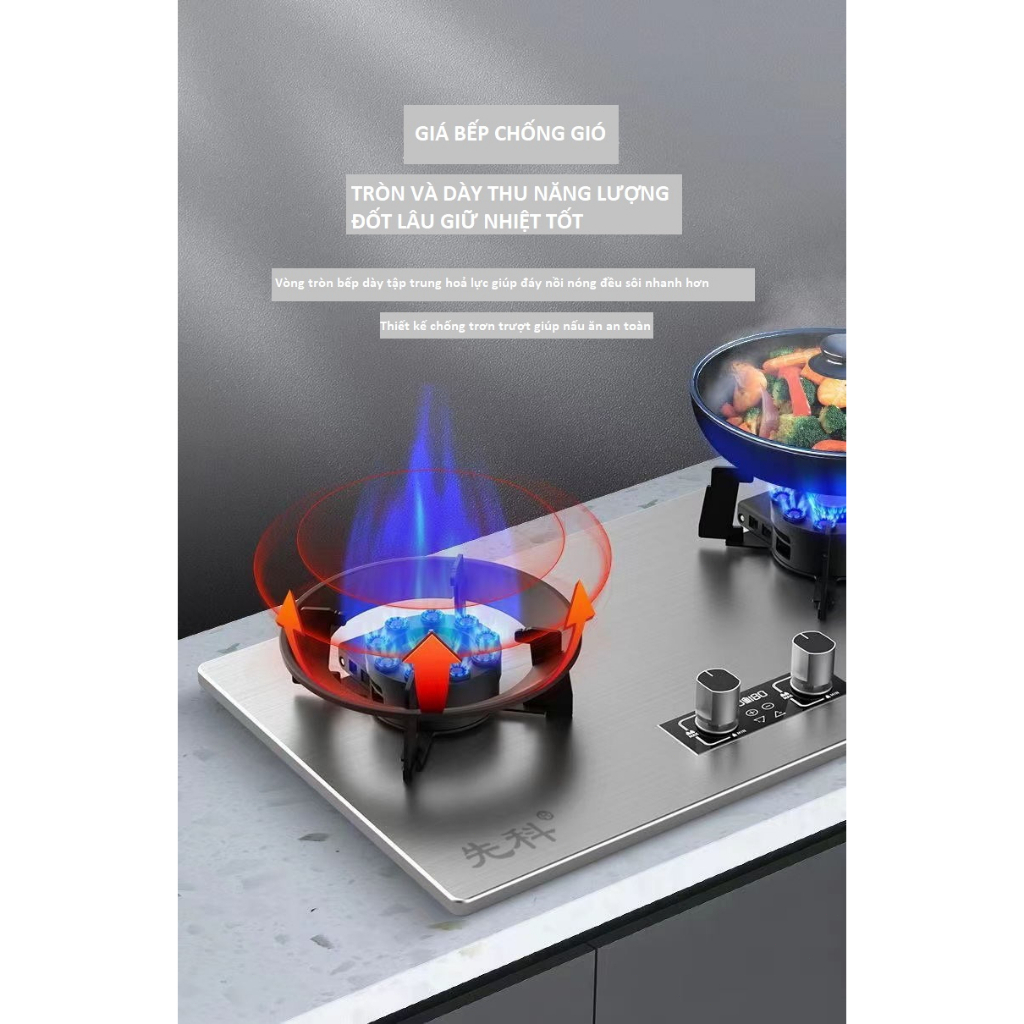 GIÁ BẾP CHỐNG GIÓ
TRÒN VÀ DÀY THU NĂNG LƯỢNG
ĐỐT LÂU GIỮ NHIỆT TỐT
Vòng tròn bếp dày tập trung hoả lực giúp đáy nồi nóng đều sôi nhanh hơn
Thiết kế chống trơn trượt giúp nấu ăn an toàn
先科®